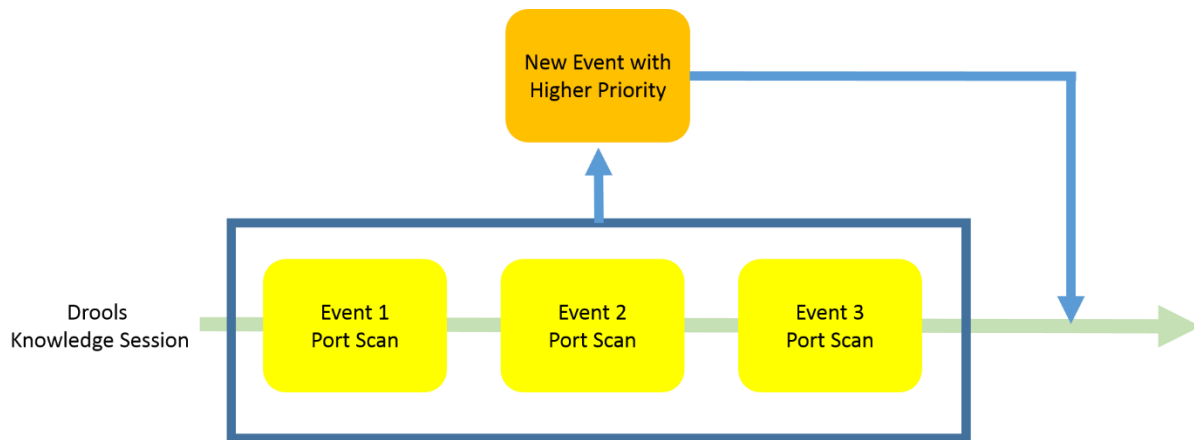 New Event with
Higher Priority
Drools
Knowledge Session
Event 1
Port Scan
Event 2
Port Scan
Event 3
Port Scan